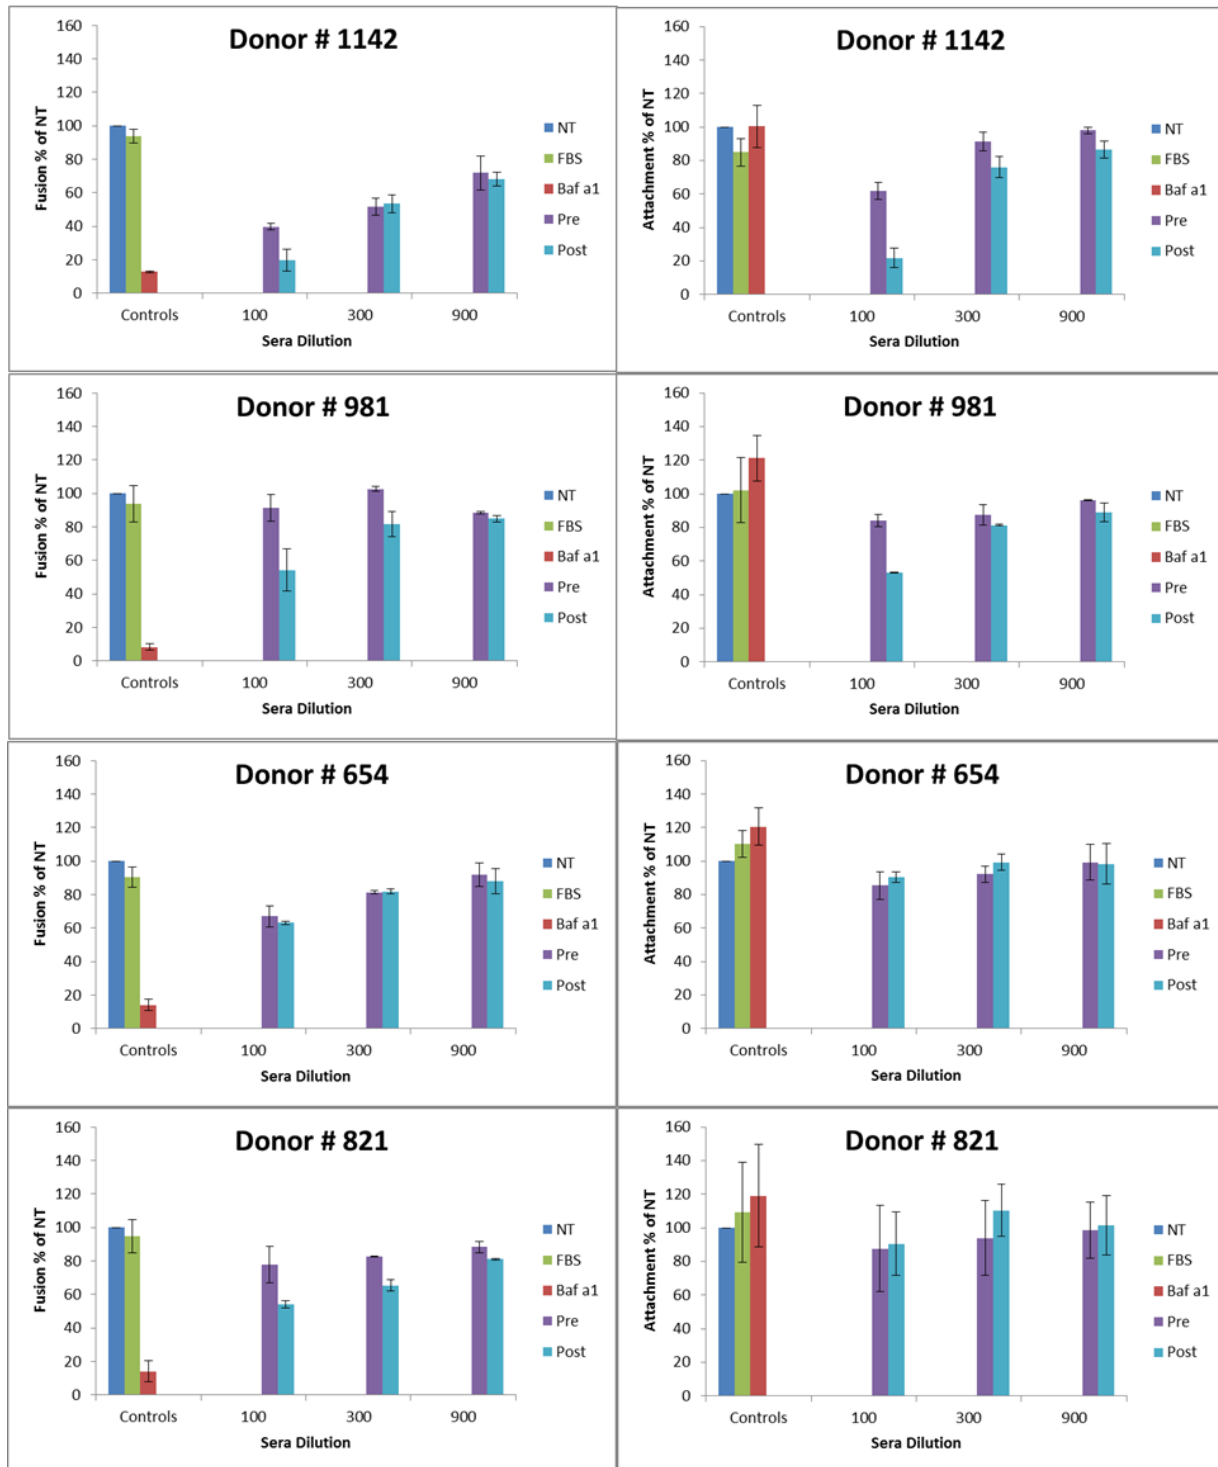 Donor # 1142
Fusion % of NT
160
140
120
100
80
60
40
20
0
Controls 100 300 900
Sera Dilution
NT
FBS
Baf a1
Pre
Post
Donor # 1142
Attachment % of NT
160
140
120
100
80
60
40
20
0
Controls 100 300 900
Sera Dilution
NT
FBS
Baf a1
Pre
Post
Donor # 981
Fusion % of NT
160
140
120
100
80
60
40
20
0
Controls 100 300 900
Sera Dilution
NT
FBS
Baf a1
Pre
Post
Donor # 981
Attachment % of NT
160
140
120
100
80
60
40
20
0
Controls 100 300 900
Sera Dilution
NT
FBS
Baf a1
Pre
Post
Donor # 654
Fusion % of NT
160
140
120
100
80
60
40
20
0
Controls 100 300 900
Sera Dilution
NT
FBS
Baf a1
Pre
Post
Donor # 654
Attachment % of NT
160
140
120
100
80
60
40
20
0
Controls 100 300 900
Sera Dilution
NT
FBS
Baf a1
Pre
Post
Donor # 821
Fusion % of NT
160
140
120
100
80
60
40
20
0
Controls 100 300 900
Sera Dilution
NT
FBS
Baf a1
Pre
Post
Donor # 821
Attachment % of NT
160
140
120
100
80
60
40
20
0
Controls 100 300 900
Sera Dilution
NT
FBS
Baf a1
Pre
Post